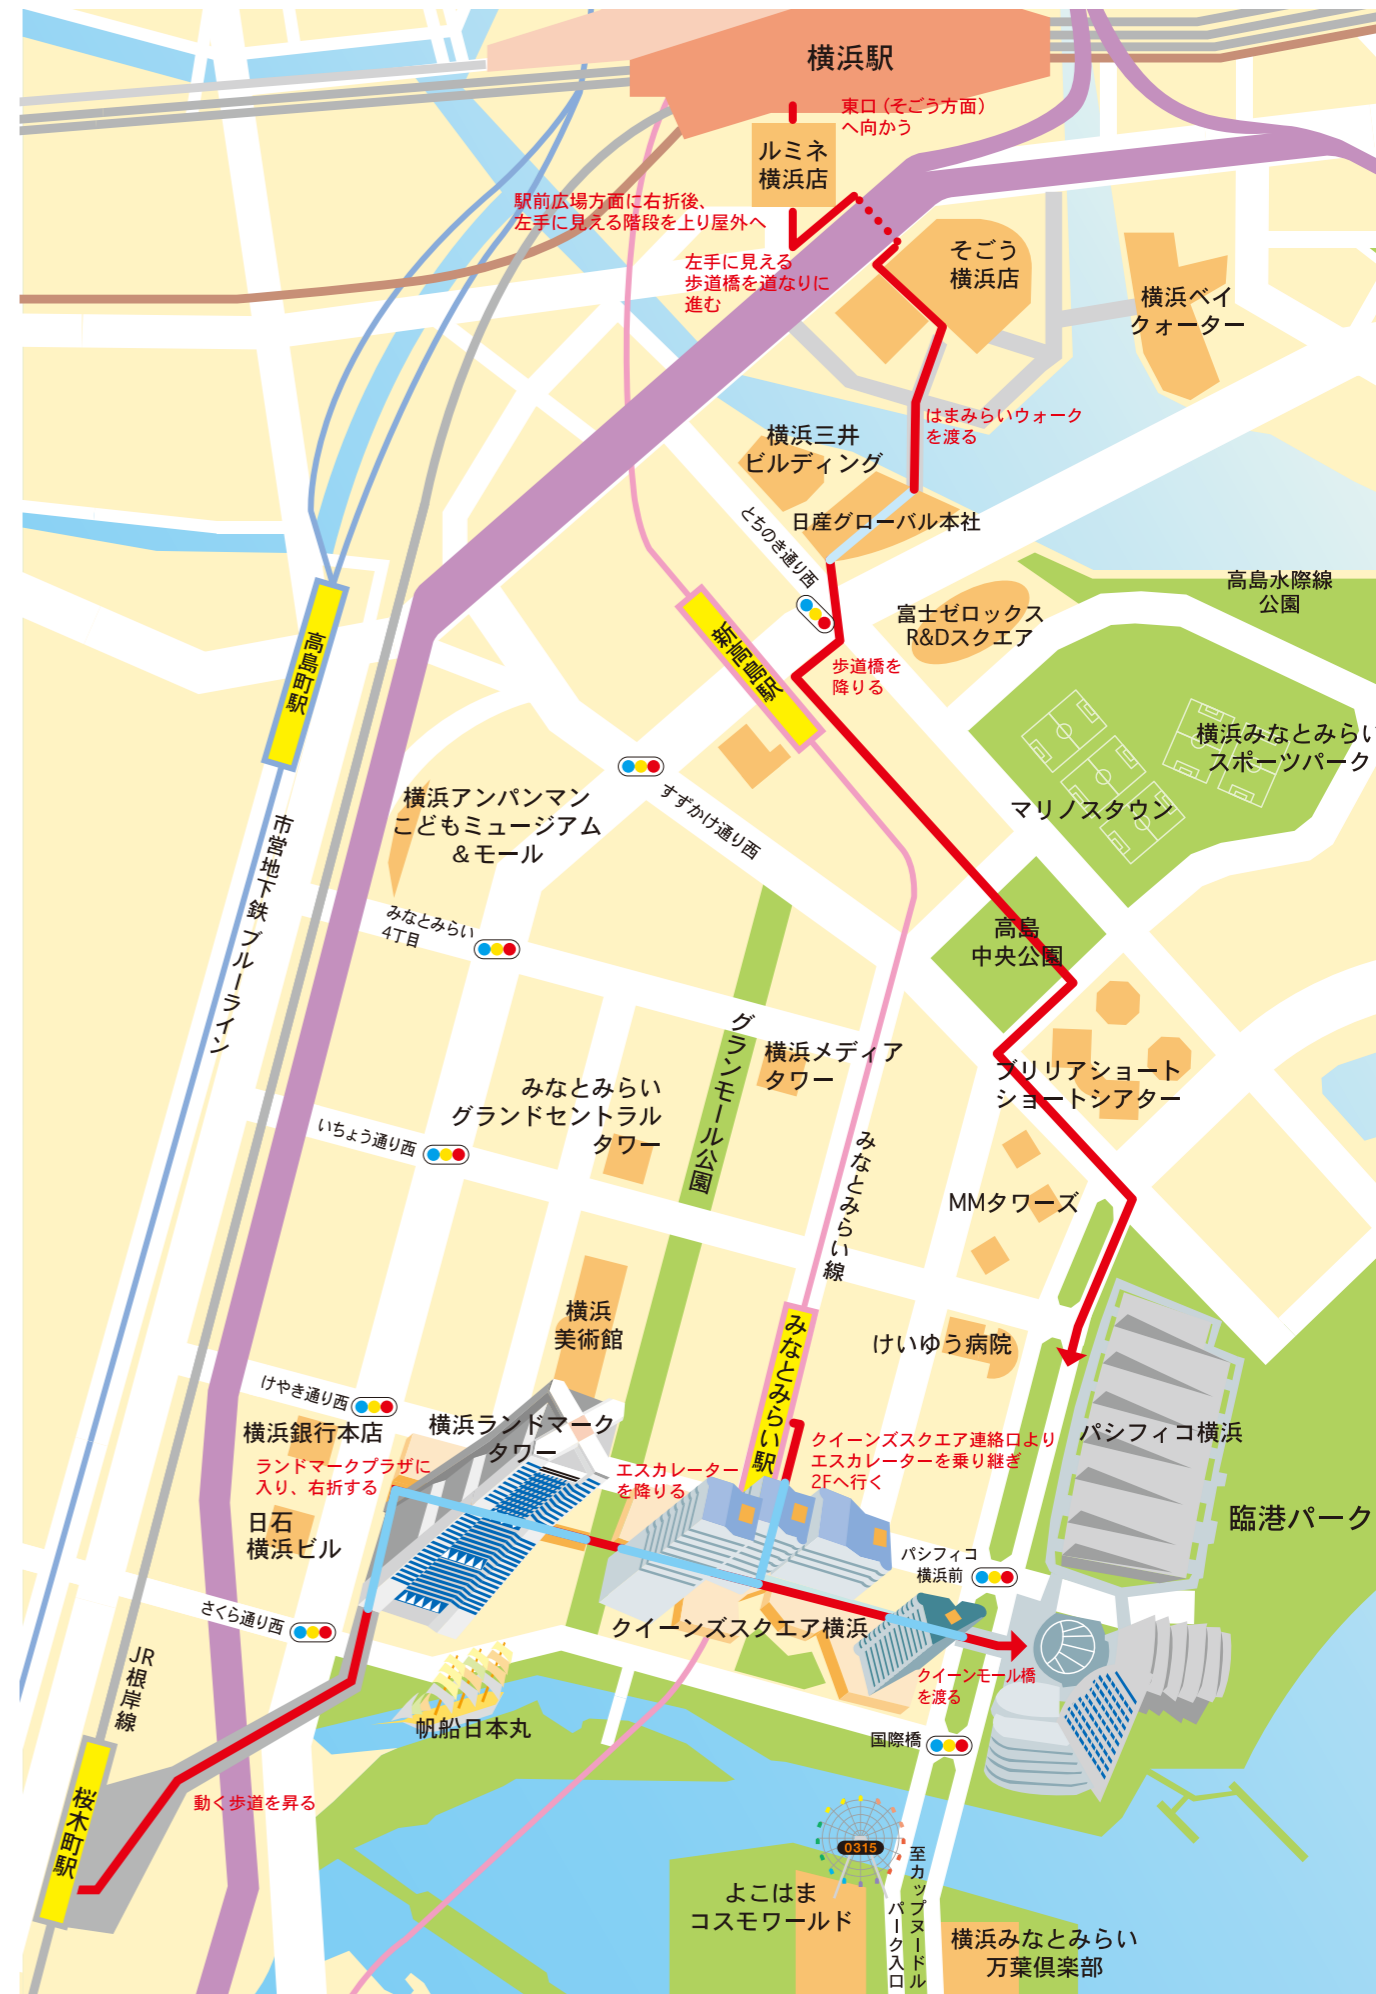 横浜駅
東口（そごう方面）
へ向かう
ルミネ
横浜店
駅前広場方面に右折後、
左手に見える階段を上り屋外へ
左手に見える
歩道橋を道なりに
進む
そごう
横浜店
横浜ベイ
クォーター
はまみらいウォーク
を渡る
横浜三井
ビルディング
日産グローバル本社
とちのき通り西
高島水際線
公園
富士ゼロックス
R&Dスクエア
高島町駅
新高島駅
歩道橋を
降りる
横浜みなとみらい
スポーツパーク
マリノスタウン
横浜アンパンマン
こどもミュージアム
＆モール
すずかけ通り西
市営地下鉄 ブルーライン
みなとみらい
4丁目
高島
中央公園
グランモール公園
横浜メディア
タワー
みなとみらい
グランドセントラル
タワー
ブリリアショート
ショートシアター
いちょう通り西
みなとみらい線
MMタワーズ
横浜
美術館
みなとみらい駅
けいゆう病院
けやき通り西
横浜銀行本店
横浜ランドマーク
タワー
ランドマークプラザに
入り、右折する
エスカレーター
を降りる
クイーンズスクエア連絡口より
エスカレーターを乗り継ぎ
2Fへ行く
パシフィコ横浜
臨港パーク
日石
横浜ビル
パシフィコ
横浜前
さくら通り西
クイーンズスクエア横浜
JR根岸線
クイーンモール橋
を渡る
帆船日本丸
国際橋
桜木町駅
動く歩道を昇る
0315
至カップヌードル
パーク入口
よこはま
コスモワールド
横浜みなとみらい
万葉倶楽部